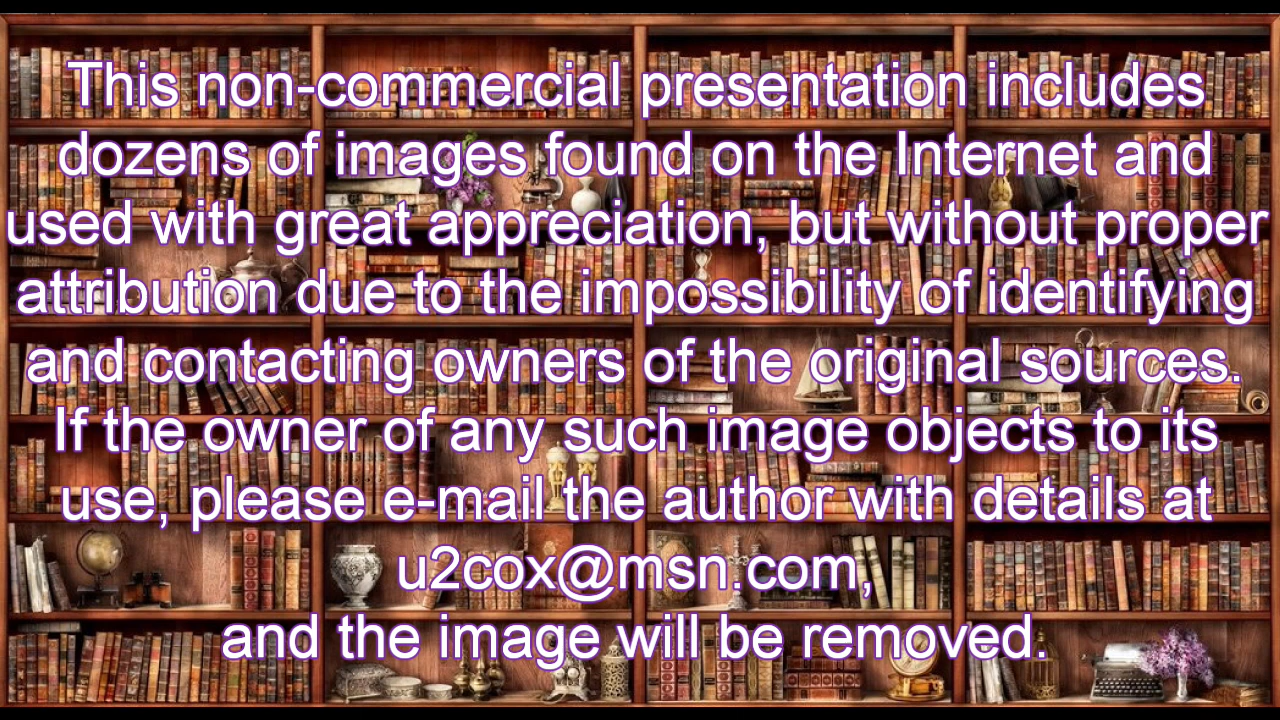 This non-commercial presentation includes
dozens of images found on the Internet and
used with great appreciation, but without proper
attribution due to the impossibility of identifying
and contacting owners of the original sources.
If the owner of any such image objects to its
use, please e-mail the author with details at
u2cox@msn.com,
and the image will be removed.